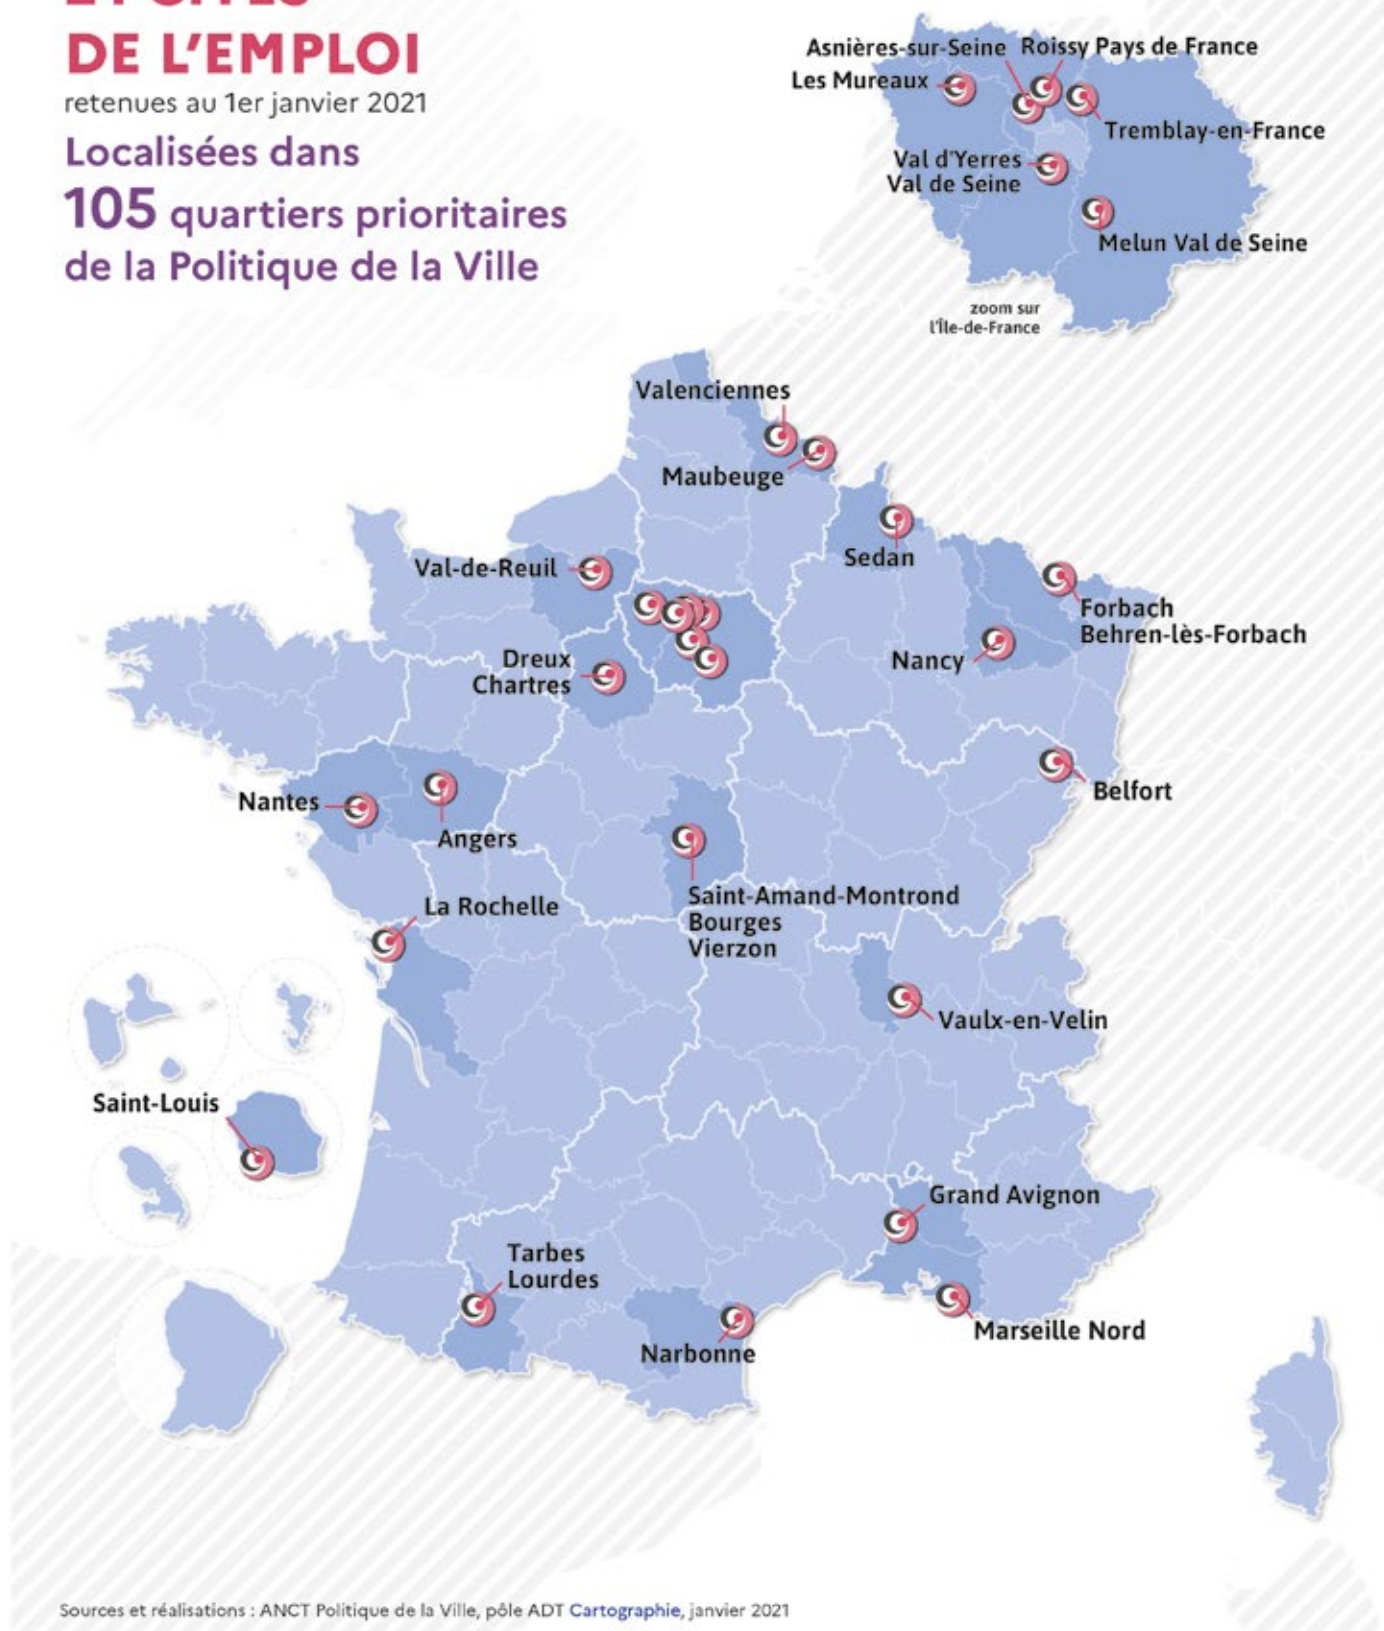 DE L'EMPLOI
retenues au 1er janvier 2021
Localisées dans
105 quartiers prioritaires
de la Politique de la Ville
Asnières-sur-Seine
Roissy Pays de France
Les Mureaux
Tremblay-en-France
Val d'Yerres
Val de Seine
Melun Val de Seine
zoom sur
l'Île-de-France
Valenciennes
Maubeuge
Sedan
Val-de-Reuil
Forbach
Behren-lès-Forbach
Nancy
Dreux
Chartres
Belfort
Nantes
Angers
Saint-Amand-Montrond
Bourges
Vierzon
La Rochelle
Vaulx-en-Velin
Saint-Louis
Grand Avignon
Tarbes
Lourdes
Marseille Nord
Narbonne
Sources et réalisations : ANCT Politique de la Ville, pôle ADT Cartographie, janvier 2021